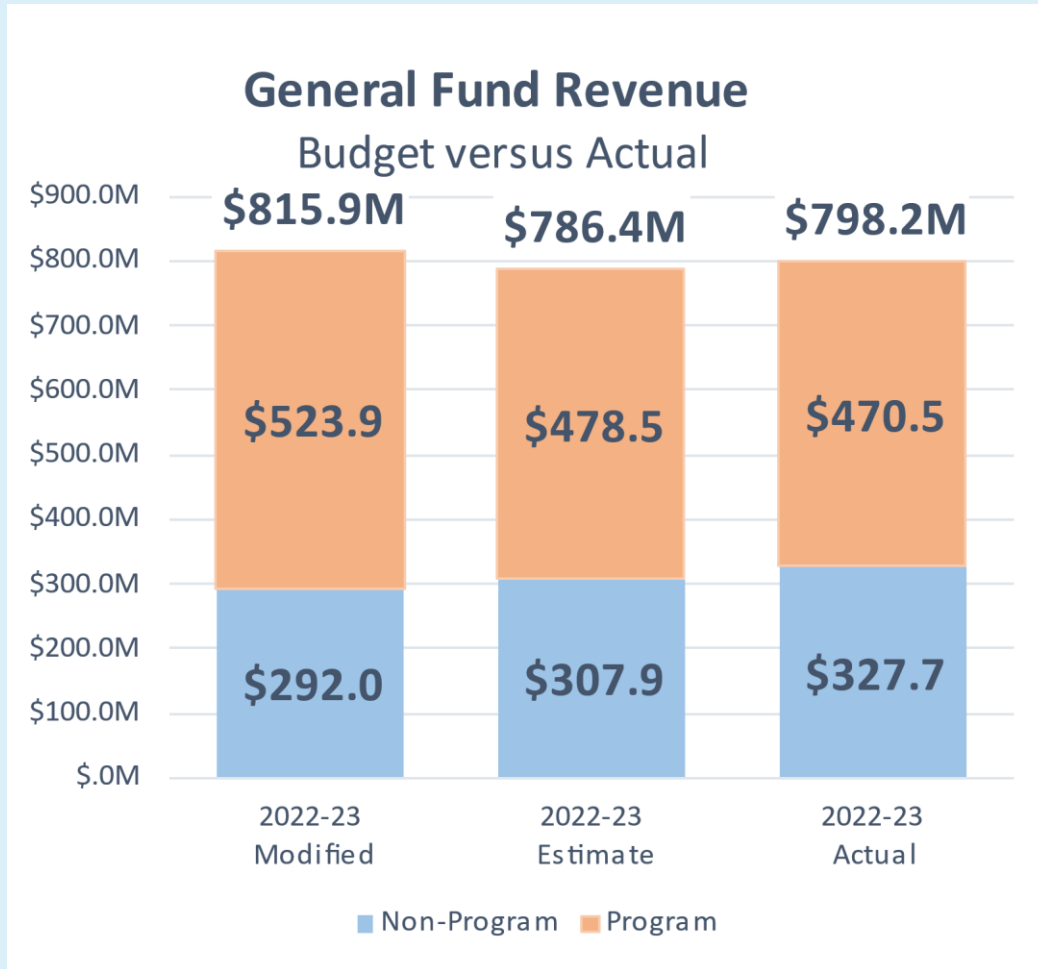 General Fund Revenue
Budget versus Actual
$900.0M
$800.0M
$700.0M
$600.0M
$500.0M
$400.0M
$300.0M
$200.0M
$100.0M
$.0M
$815.9M
$786.4M
$798.2M
$523.9
$478.5
$470.5
$292.0
$307.9
$327.7
2022-23
Modified
2022-23
Estimate
2022-23
Actual
Non-Program
Program